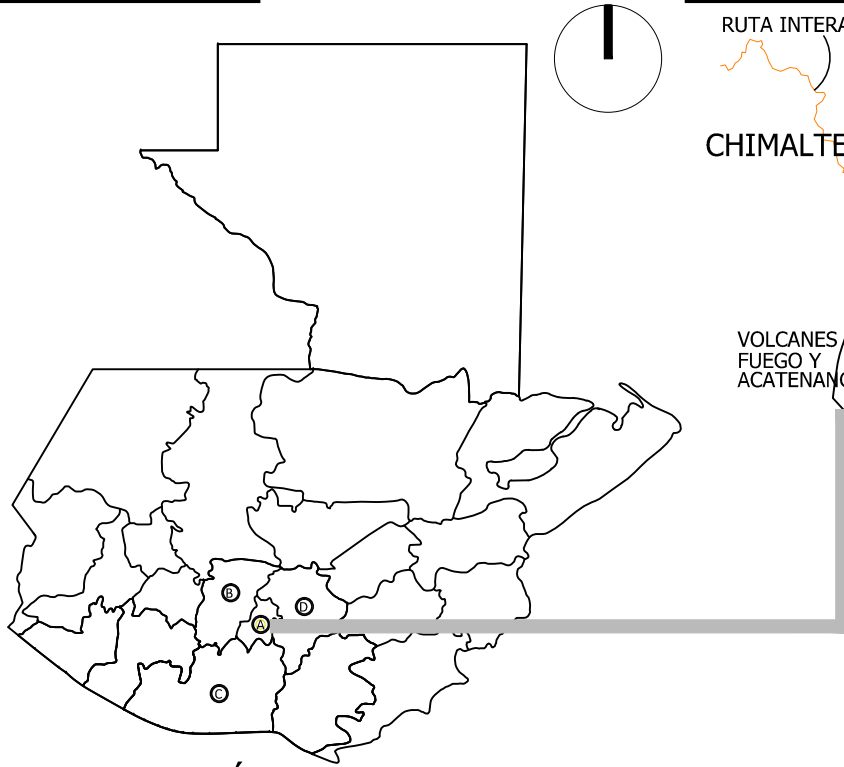 RUTA INTERA
CHIMALTE
VOLCANES
FUEGO Y
ACATENANG
B
D
A
C